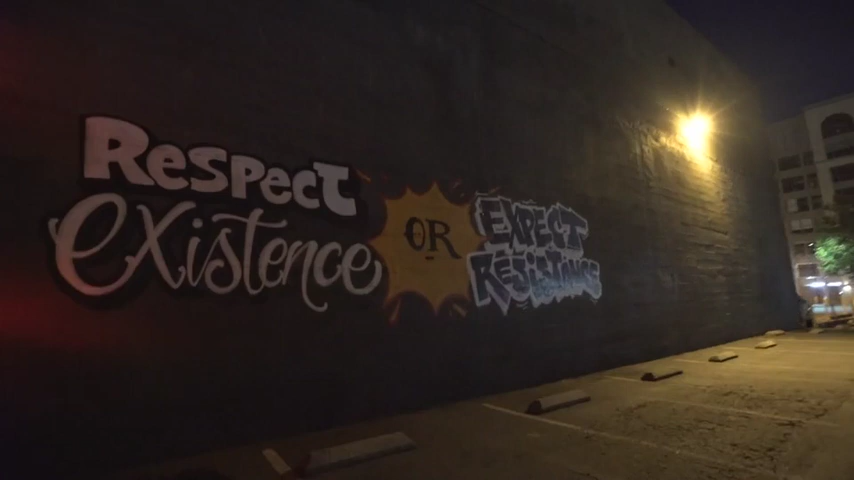 Respect
existence
OR
EXPECT
RESISTANCE